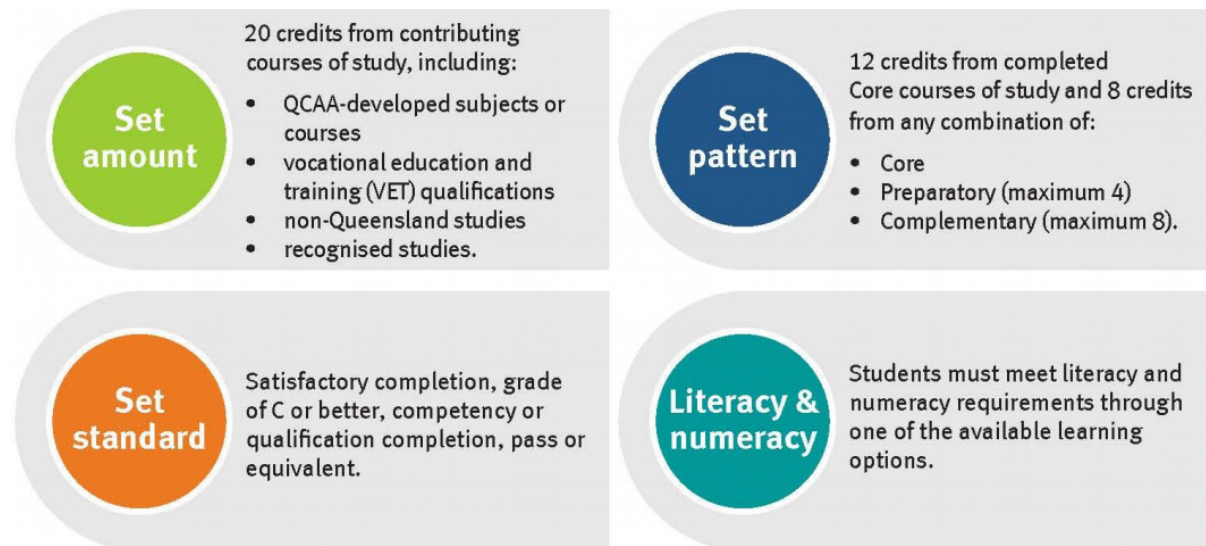 Set
amount
20 credits from contributing
courses of study, including:
• QCAA-developed subjects or
courses
• vocational education and
training (VET) qualifications
• non-Queensland studies
• recognised studies.
Set
pattern
12 credits from completed
Core courses of study and 8 credits
from any combination of:
• Core
• Preparatory (maximum 4)
• Complementary (maximum 8).
Set
standard
Satisfactory completion, grade
of C or better, competency or
qualification completion, pass or
equivalent.
Literacy &
numeracy
Students must meet literacy and
numeracy requirements through
one of the available learning
options.